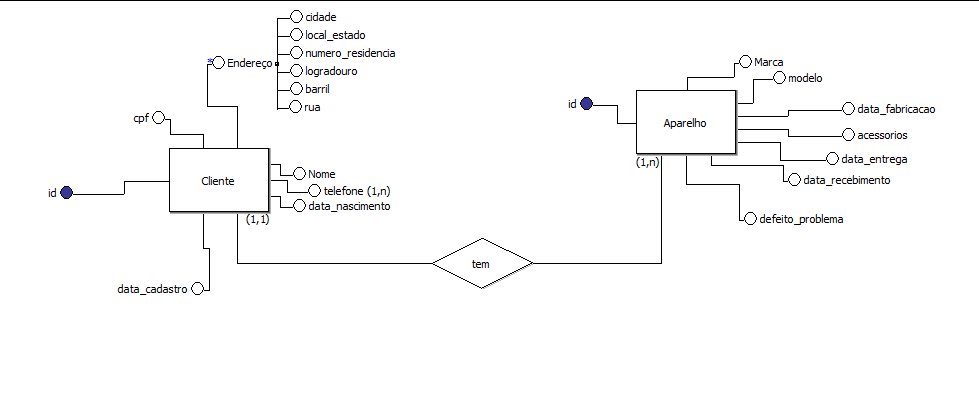 cidade
local_estado
numero_residencia
* Endereço
logradouro
barril
rua
cpf
id
Cliente
Nome
telefone (1,n)
data_nascimento
(1,1)
data_cadastro
tem
Marca
modelo
id
Aparelho
data_fabricacao
acessorios
data_entrega
(1,n)
data_recebimento
defeito_problema